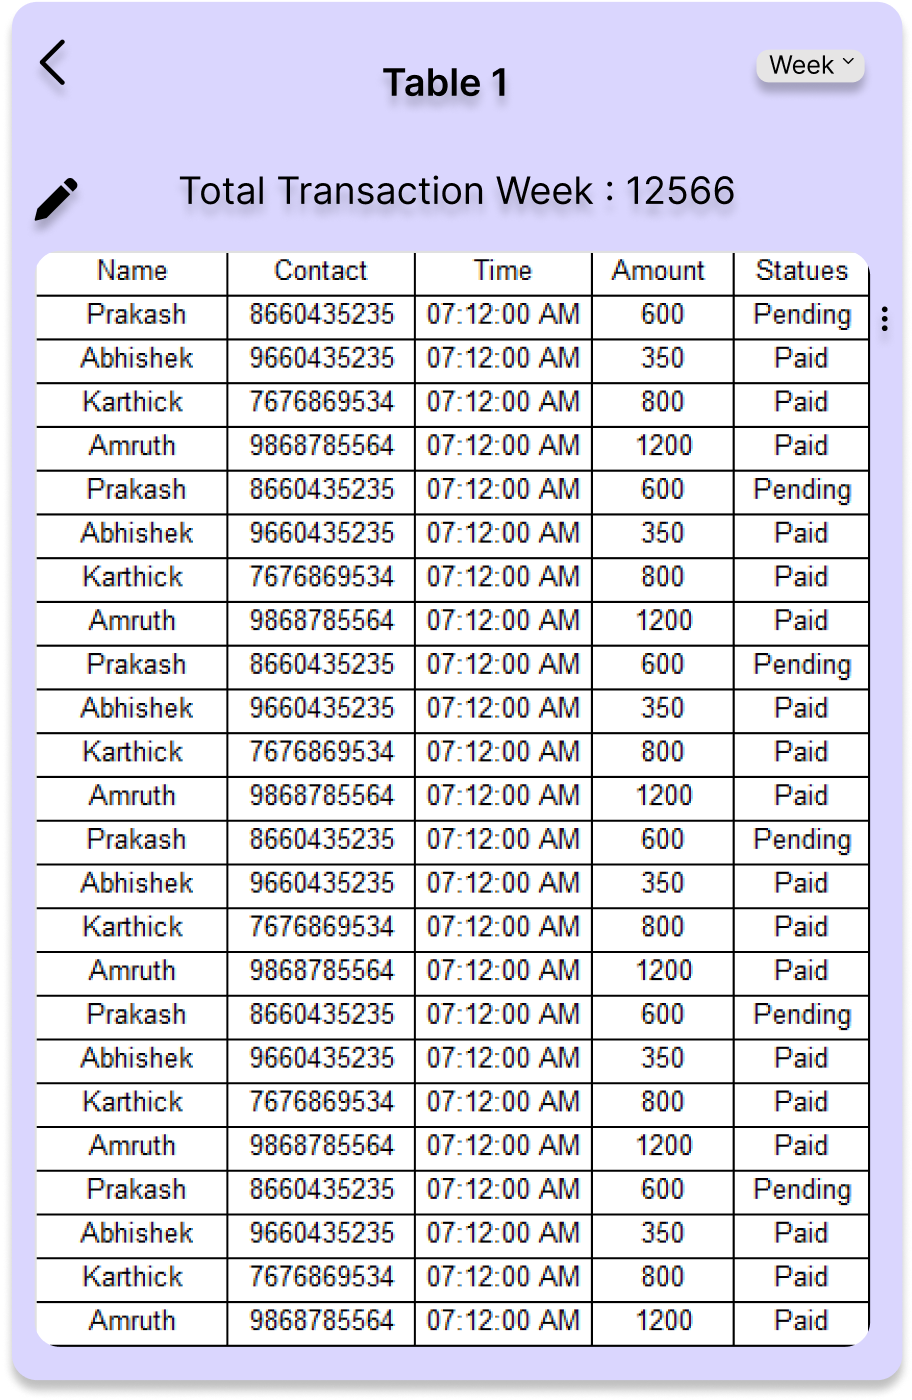 Table 1
Week
Total Transaction Week : 12566
Name Contact Time Amount Statues
Prakash 8660435235 07:12:00 AM 600 Pending
Abhishek 9660435235 07:12:00 AM 350 Paid
Karthick 7676869534 07:12:00 AM 800 Paid
Amruth 9868785564 07:12:00 AM 1200 Paid
Prakash 8660435235 07:12:00 AM 600 Pending
Abhishek 9660435235 07:12:00 AM 350 Paid
Karthick 7676869534 07:12:00 AM 800 Paid
Amruth 9868785564 07:12:00 AM 1200 Paid
Prakash 8660435235 07:12:00 AM 600 Pending
Abhishek 9660435235 07:12:00 AM 350 Paid
Karthick 7676869534 07:12:00 AM 800 Paid
Amruth 9868785564 07:12:00 AM 1200 Paid
Prakash 8660435235 07:12:00 AM 600 Pending
Abhishek 9660435235 07:12:00 AM 350 Paid
Karthick 7676869534 07:12:00 AM 800 Paid
Amruth 9868785564 07:12:00 AM 1200 Paid
Prakash 8660435235 07:12:00 AM 600 Pending
Abhishek 9660435235 07:12:00 AM 350 Paid
Karthick 7676869534 07:12:00 AM 800 Paid
Amruth 9868785564 07:12:00 AM 1200 Paid
Prakash 8660435235 07:12:00 AM 600 Pending
Abhishek 9660435235 07:12:00 AM 350 Paid
Karthick 7676869534 07:12:00 AM 800 Paid
Amruth 9868785564 07:12:00 AM 1200 Paid